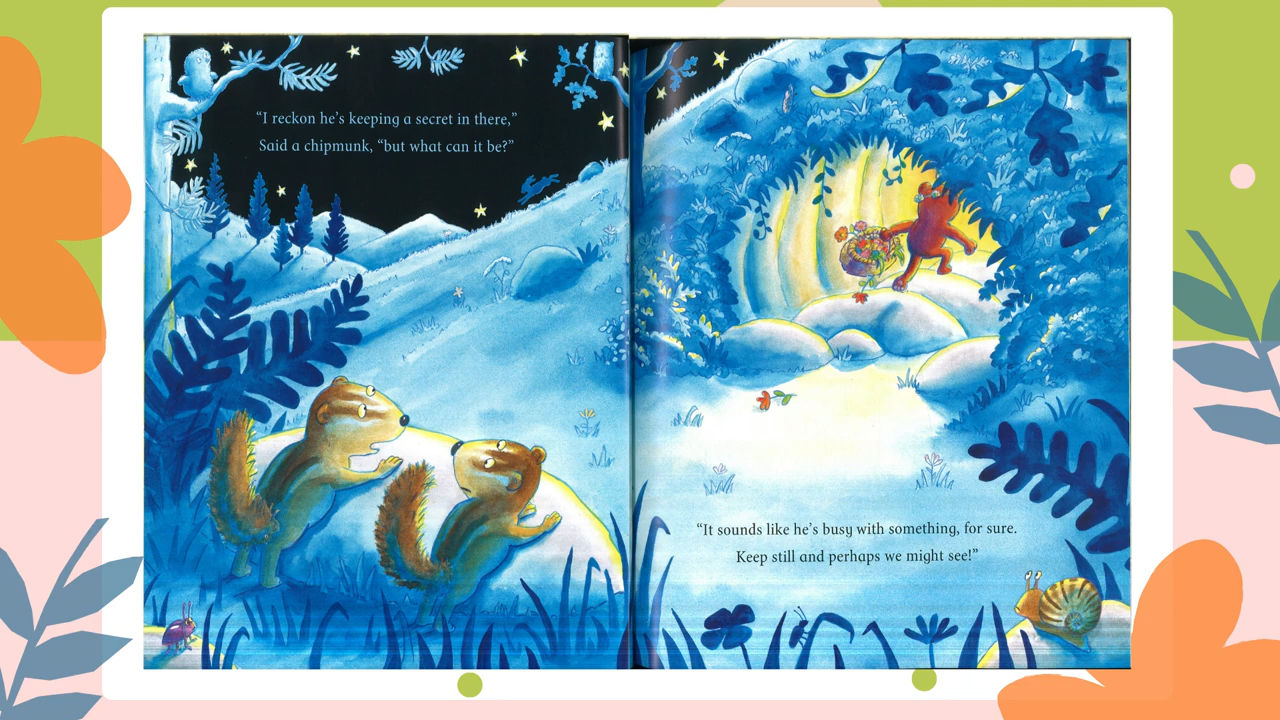 “I reckon he’s keeping a secret in there,”
Said a chipmunk, “but what can it be?”
“It sounds like he’s busy with something, for sure.
Keep still and perhaps we might see!”